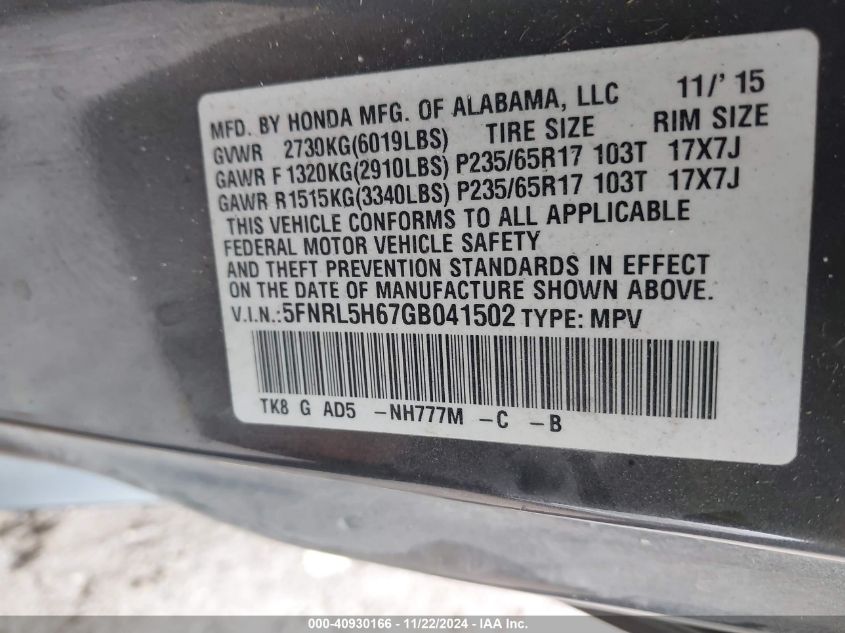 MFD. BY HONDA MFG. OF ALABAMA, LLC 11/' 15
GVWR 2730KG(6019LBS) TIRE SIZE RIM SIZE
GAWR F 1320KG(2910LBS) P235/65R17 103T 17X7J
GAWR R1515KG(3340LBS) P235/65R17 103T 17X7J
THIS VEHICLE CONFORMS TO ALL APPLICABLE
FEDERAL MOTOR VEHICLE SAFETY
AND THEFT PREVENTION STANDARDS IN EFFECT
ON THE DATE OF MANUFACTURE SHOWN ABOVE.
V.I.N.:5FNRL5H67GB041502 TYPE: MPV
TK8 G AD5 -NH777M -C -B
000-40930166 - 11/22/2024 - IAA Inc.